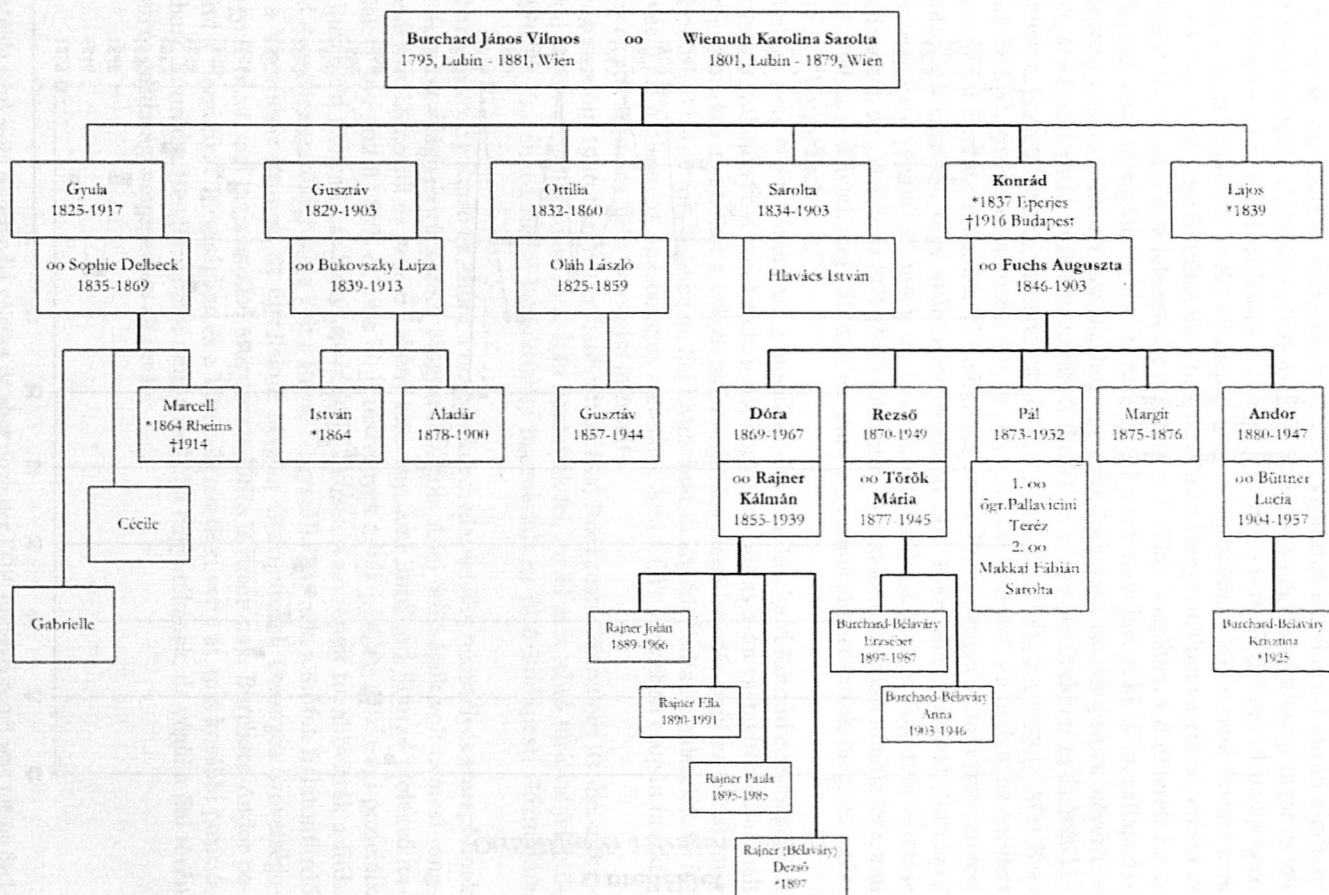 Burchard János Vilmos oo Wiemuth Karolina Sarolta
1795, Lubin - 1881, Wien 1801, Lubin - 1879, Wien
Gyula
1825-1917
oo Sophie Delbeck
1835-1869
Marcell
*1864 Rheims
†1914
Cécile
Gabrielle
Gusztáv
1829-1903
oo Bukovszky Lujza
1839-1913
István
*1864
Aladár
1878-1900
Ottilia
1832-1860
Oláh László
1825-1859
Gusztáv
1857-1944
Sarolta
1834-1903
Hlavács István
Konrád
*1837 Eperjes
†1916 Budapest
oo Fuchs Auguszta
1846-1903
Dóra
1869-1967
oo Rajner
Kálmán
1855-1939
Rajner Jolán
1889-1966
Rajner Ella
1890-1991
Rajner Paula
1895-1985
Rajner (Bélaváry)
Dezső
*1897
Rezső
1870-1949
oo Török
Mária
1877-1945
Burchard-Bélaváry
Erzsébet
1897-1987
Burchard-Bélaváry
Anna
1903-1946
Pál
1873-1932
1. oo
őgr.Pallavicini
Teréz
2. oo
Makkai Fábián
Sarolta
Margit
1875-1876
Andor
1880-1947
oo Büttner
Lucia
1904-1957
Burchard-Bélaváry
Krisztina
*1925
Lajos
*1839